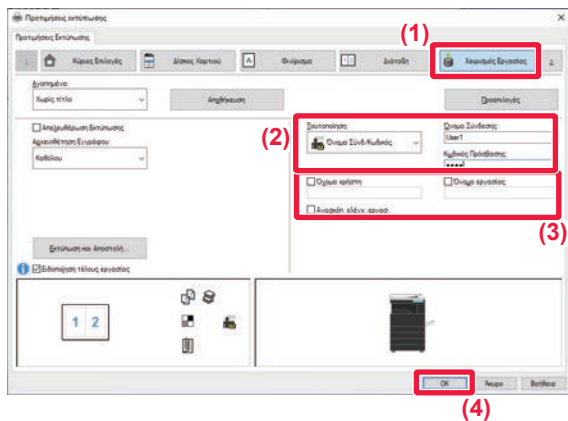 Προτιμήσεις εκτύπωσης
Προτιμήσεις Εκτύπωσης
(1)
Κύριες Επιλογές
Δίσκος Χαρτιού
Φινίρισμα
Διάταξη
Χειρισμός Εργασίας
Αγαπημένα:
Χωρίς τίτλο
Αποθήκευση
Προεπιλογές
(2)
Απελευθέρωση Εκτύπωσης
Αρχειοθέτηση Εγγράφου:
Καθόλου
Ταυτοποίηση:
Όνομα Σύνδ/Κωδικός
Όνομα Σύνδεσης:
User1
Κωδικός Πρόσβασης:
••••
Όνομα χρήστη
Όνομα εργασίας
Ανασκόπ. ελέγχ. εργασ.
(3)
Εκτύπωση και Αποστολή...
Ειδοποίηση τέλους εργασίας
1 2
OK
Άκυρο
Βοήθεια
(4)